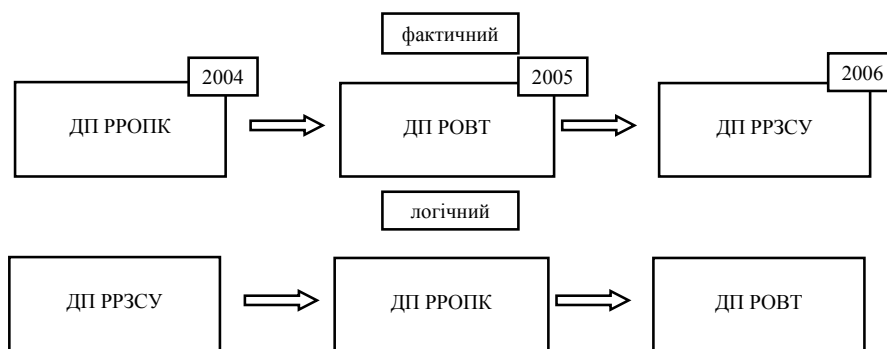 фактичний
2004
2005
2006
ДП РРОПК
ДП РОВТ
ДП РРЗСУ
логічний
ДП РРЗСУ
ДП РРОПК
ДП РОВТ